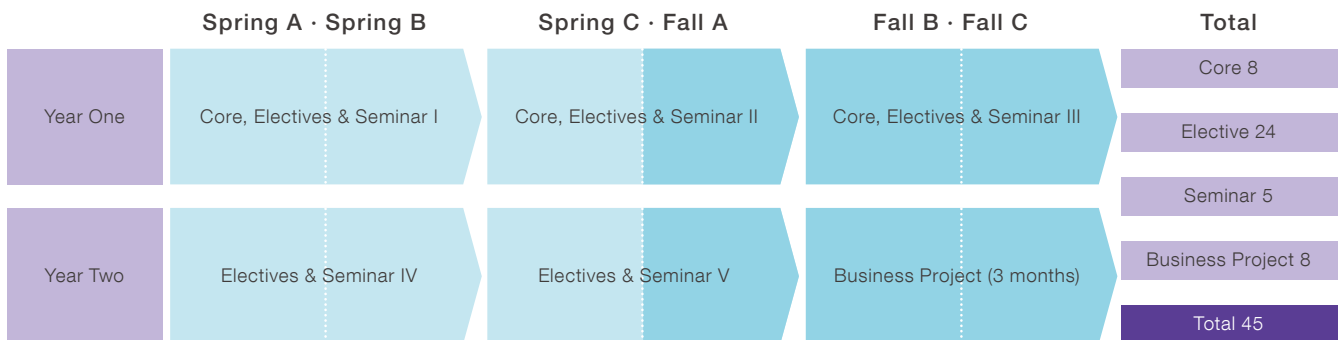 Spring A · Spring B
Spring C · Fall A
Fall B · Fall C
Total
Year One
Core, Electives & Seminar I
Core, Electives & Seminar II
Core, Electives & Seminar III
Core 8
Elective 24
Seminar 5
Year Two
Electives & Seminar IV
Electives & Seminar V
Business Project (3 months)
Business Project 8
Total 45